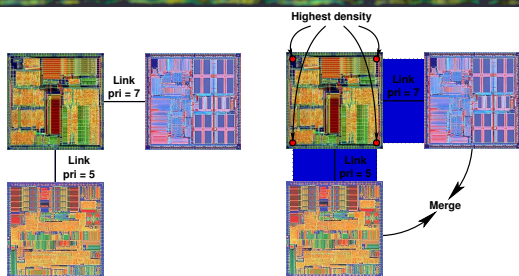 Highest density
Link
pri = 7
Link
pri = 5
Link
pri = 7
Link
pri = 5
Merge